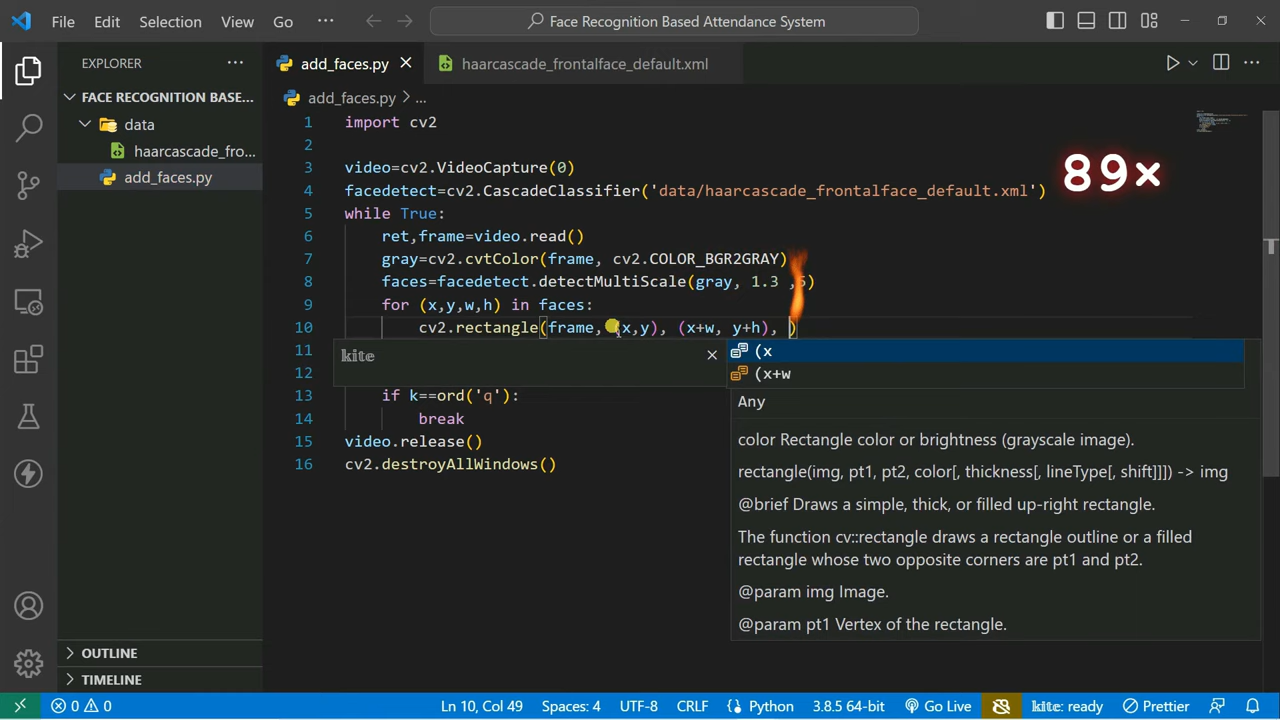 File Edit Selection View Go ··· Face Recognition Based Attendance System
EXPLORER ···
add_faces.py
haarcascade_frontalface_default.xml
FACE RECOGNITION BASE...
data
haarcascade_fro...
add_faces.py
add_faces.py > ...
1 import cv2
2
3 video=cv2.VideoCapture(0)
4 facedetect=cv2.CascadeClassifier('data/haarcascade_frontalface_default.xml')
5 while True:
6 ret,frame=video.read()
7 gray=cv2.cvtColor(frame, cv2.COLOR_BGR2GRAY)
8 faces=facedetect.detectMultiScale(gray, 1.3 ,5)
9 for (x,y,w,h) in faces:
10 cv2.rectangle(frame, (x,y), (x+w, y+h), )
11
12
13 if k==ord('q'):
14 break
15 video.release()
16 cv2.destroyAllWindows()
89×
kite
(x
(x+w
Any
color Rectangle color or brightness (grayscale image).
rectangle(img, pt1, pt2, color[, thickness[, lineType[, shift]]]) -> img
@brief Draws a simple, thick, or filled up-right rectangle.
The function cv::rectangle draws a rectangle outline or a filled
rectangle whose two opposite corners are pt1 and pt2.
@param img Image.
@param pt1 Vertex of the rectangle.
OUTLINE
TIMELINE
0 0 Ln 10, Col 49 Spaces: 4 UTF-8 CRLF Python 3.8.5 64-bit Go Live kite: ready Prettier